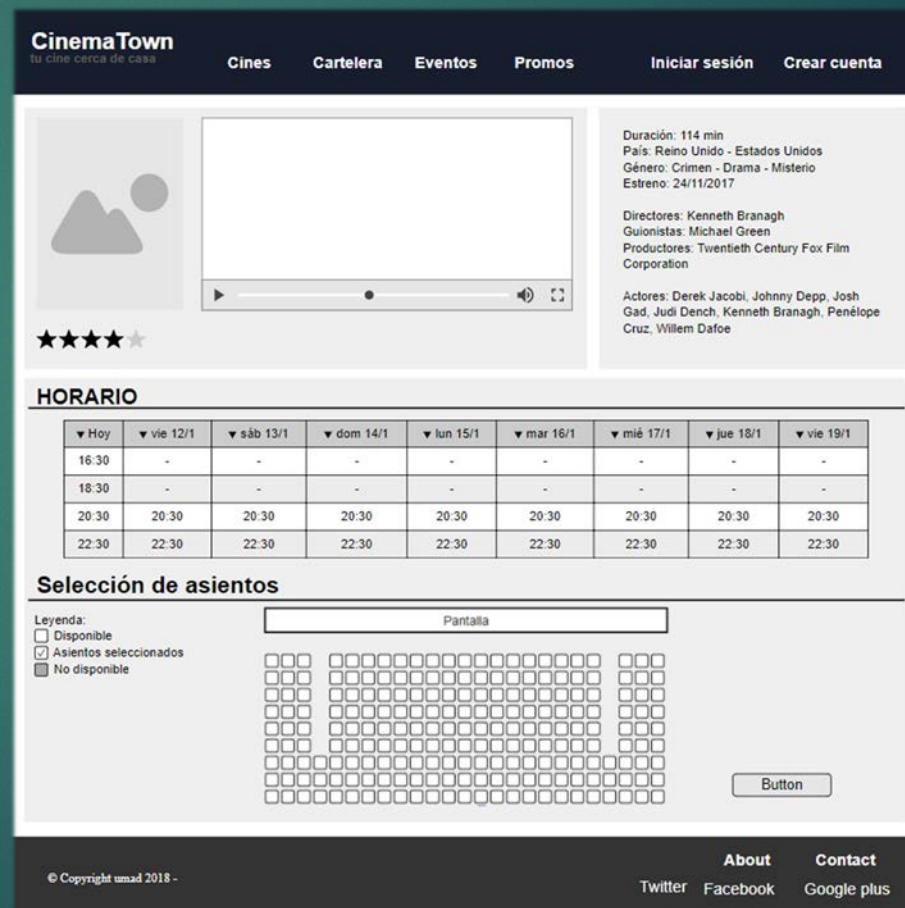 CinemaTown
tu cine cerca de casa
Cines Cartelera Eventos Promos Iniciar sesión Crear cuenta
Duración: 114 min
País: Reino Unido - Estados Unidos
Género: Crimen - Drama - Misterio
Estreno: 24/11/2017
Directores: Kenneth Branagh
Guionistas: Michael Green
Productores: Twentieth Century Fox Film
Corporation
Actores: Derek Jacobi, Johnny Depp, Josh
Gad, Judi Dench, Kenneth Branagh, Penélope
Cruz, Willem Dafoe
HORARIO
▼ Hoy ▼ vie 12/1 ▼ sáb 13/1 ▼ dom 14/1 ▼ lun 15/1 ▼ mar 16/1 ▼ mié 17/1 ▼ jue 18/1 ▼ vie 19/1
16:30 - - - - - - - -
18:30 - - - - - - - -
20:30 20:30 20:30 20:30 20:30 20:30 20:30 20:30 20:30
22:30 22:30 22:30 22:30 22:30 22:30 22:30 22:30 22:30
Selección de asientos
Leyenda:
Disponible
Asientos seleccionados
No disponible
Pantalla
Button
© Copyright umad 2018 -
About Contact
Twitter Facebook Google plus